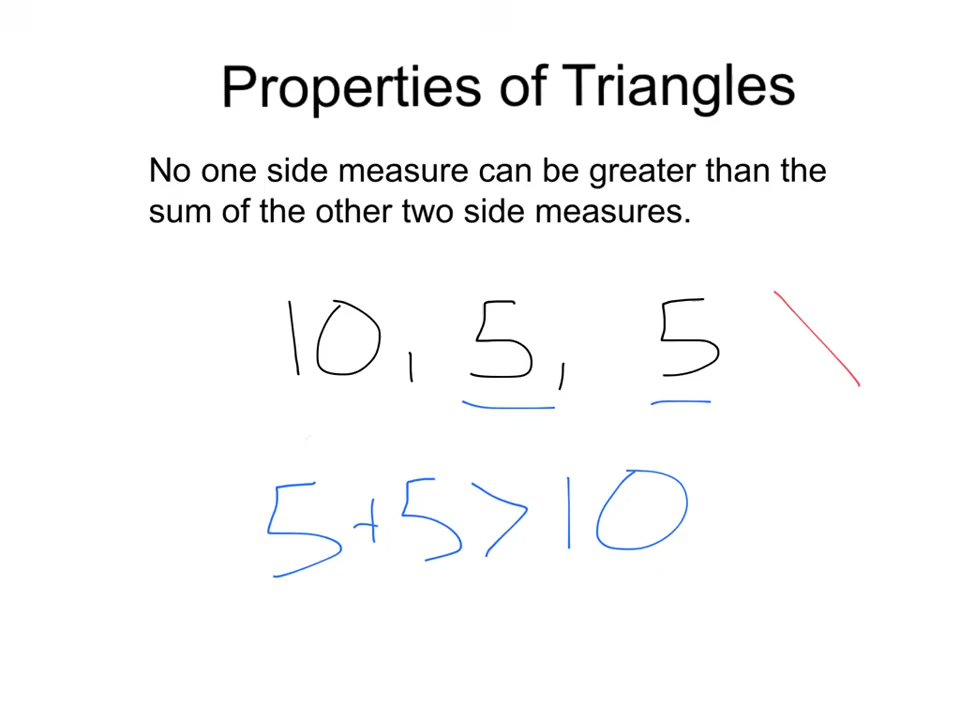 Properties of Triangles
No one side measure can be greater than the
sum of the other two side measures.
10, 5, 5
5+5>10